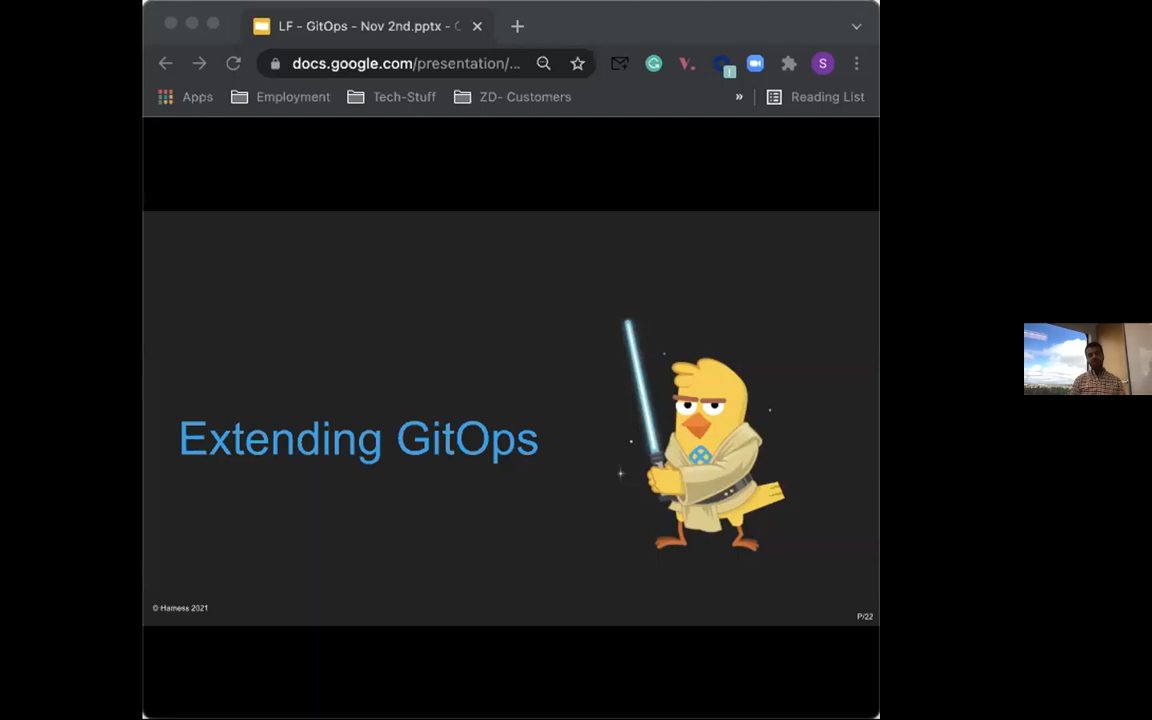 LF - GitOps - Nov 2nd.pptx -
docs.google.com/presentation/...
S
Apps
Employment
Tech-Stuff
ZD- Customers
»
Reading List
Extending GitOps
© Harness 2021
P/22